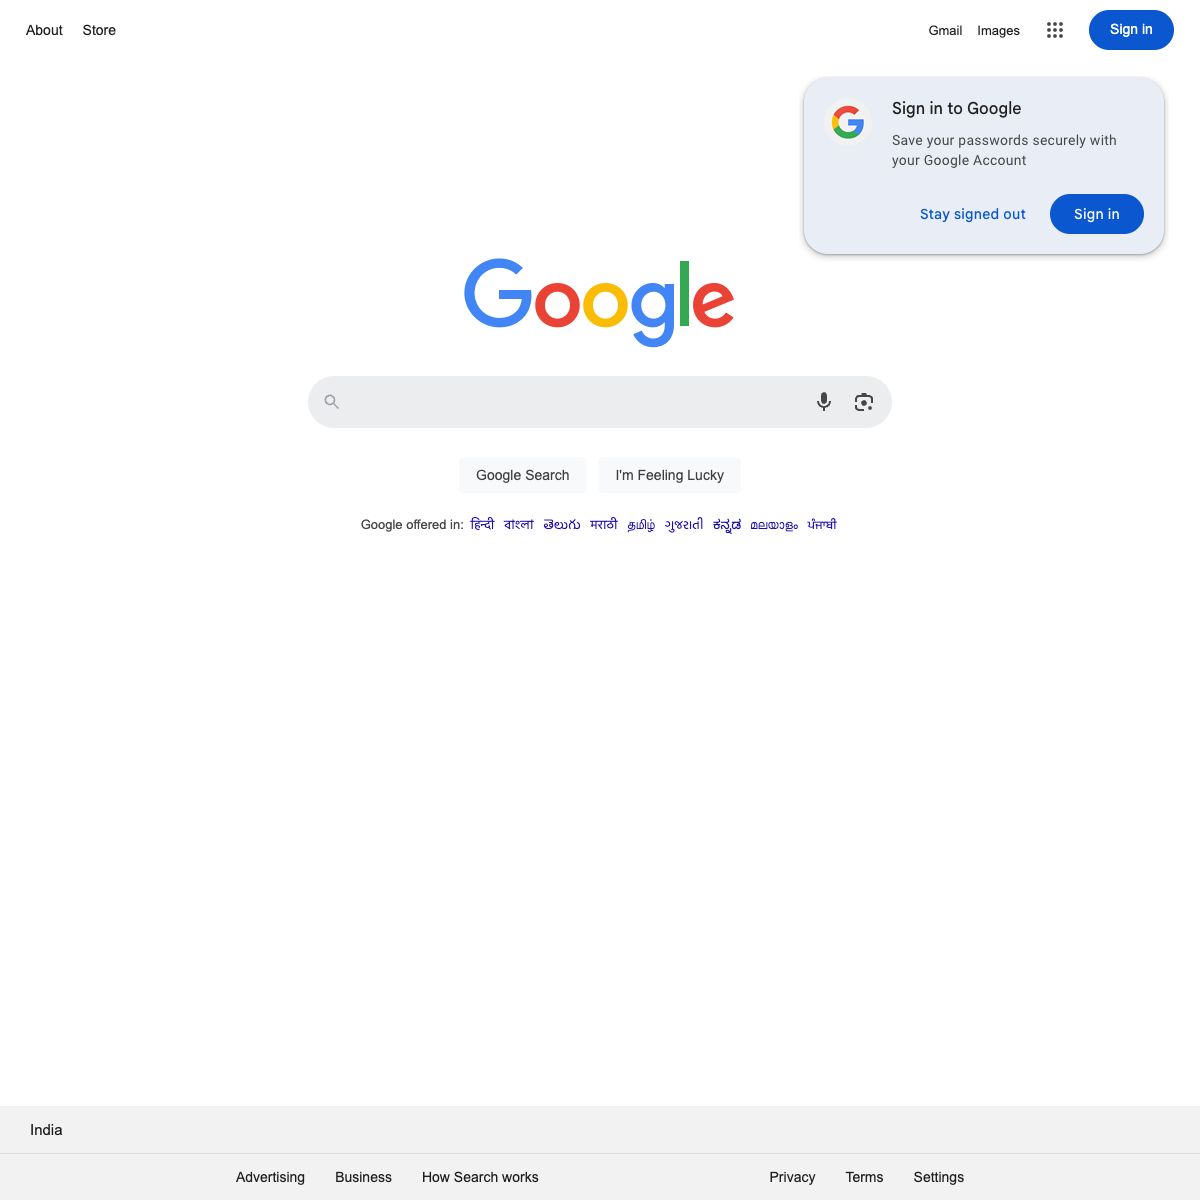 About Store
Gmail Images
Sign in
Sign in to Google
Save your passwords securely with
your Google Account
Stay signed out Sign in
Google
Google Search I'm Feeling Lucky
Google offered in: हिन्दी বাংলা తెలుగు मराठी தமிழ் ગુજરાતી ಕನ್ನಡ മലയാളം ਪੰਜਾਬੀ
India
Advertising Business How Search works
Privacy Terms Settings